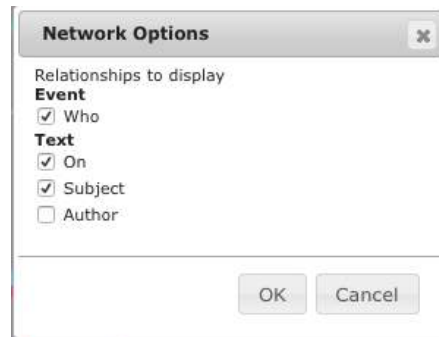 Network Options
Relationships to display
Event
Who
Text
On
Subject
Author
OK Cancel